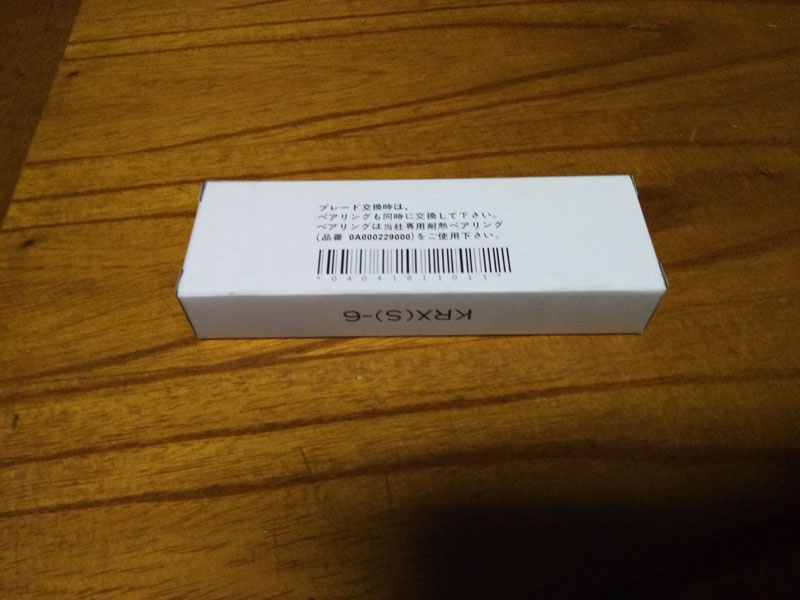 ブレード交換時は、
ベアリングも同時に交換して下さい。
ベアリングは当社専用耐熱ベアリング
(品番 0A000229000)をご使用下さい。
*04041811011*
KRX(S)-6